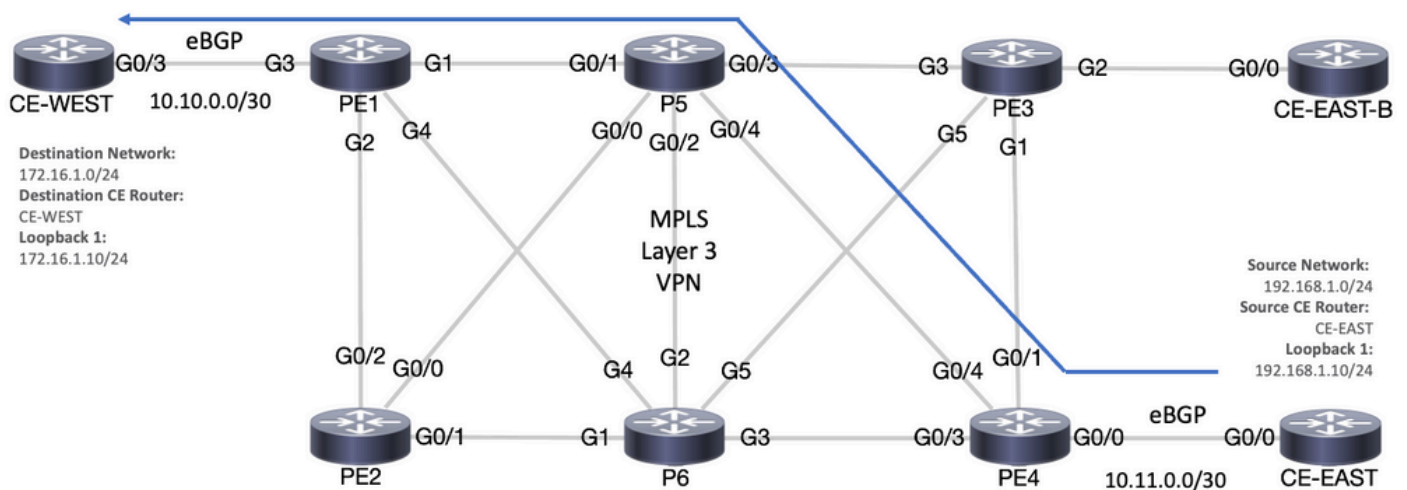 eBGP
G0/3
G3
G1
G0/1
G0/3
G3
G2
G0/0
CE-WEST
10.10.0.0/30
PE1
P5
PE3
CE-EAST-B
G2
G4
G0/0
G0/2
G0/4
G5
G1
Destination Network:
172.16.1.0/24
Destination CE Router:
CE-WEST
Loopback 1:
172.16.1.10/24
MPLS
Layer 3
VPN
Source Network:
192.168.1.0/24
Source CE Router:
CE-EAST
Loopback 1:
192.168.1.10/24
G0/2
G0/0
G4
G2
G5
G0/4
G0/1
eBGP
G0/1
G1
G3
G0/3
G0/0
G0/0
PE2
P6
PE4
10.11.0.0/30
CE-EAST